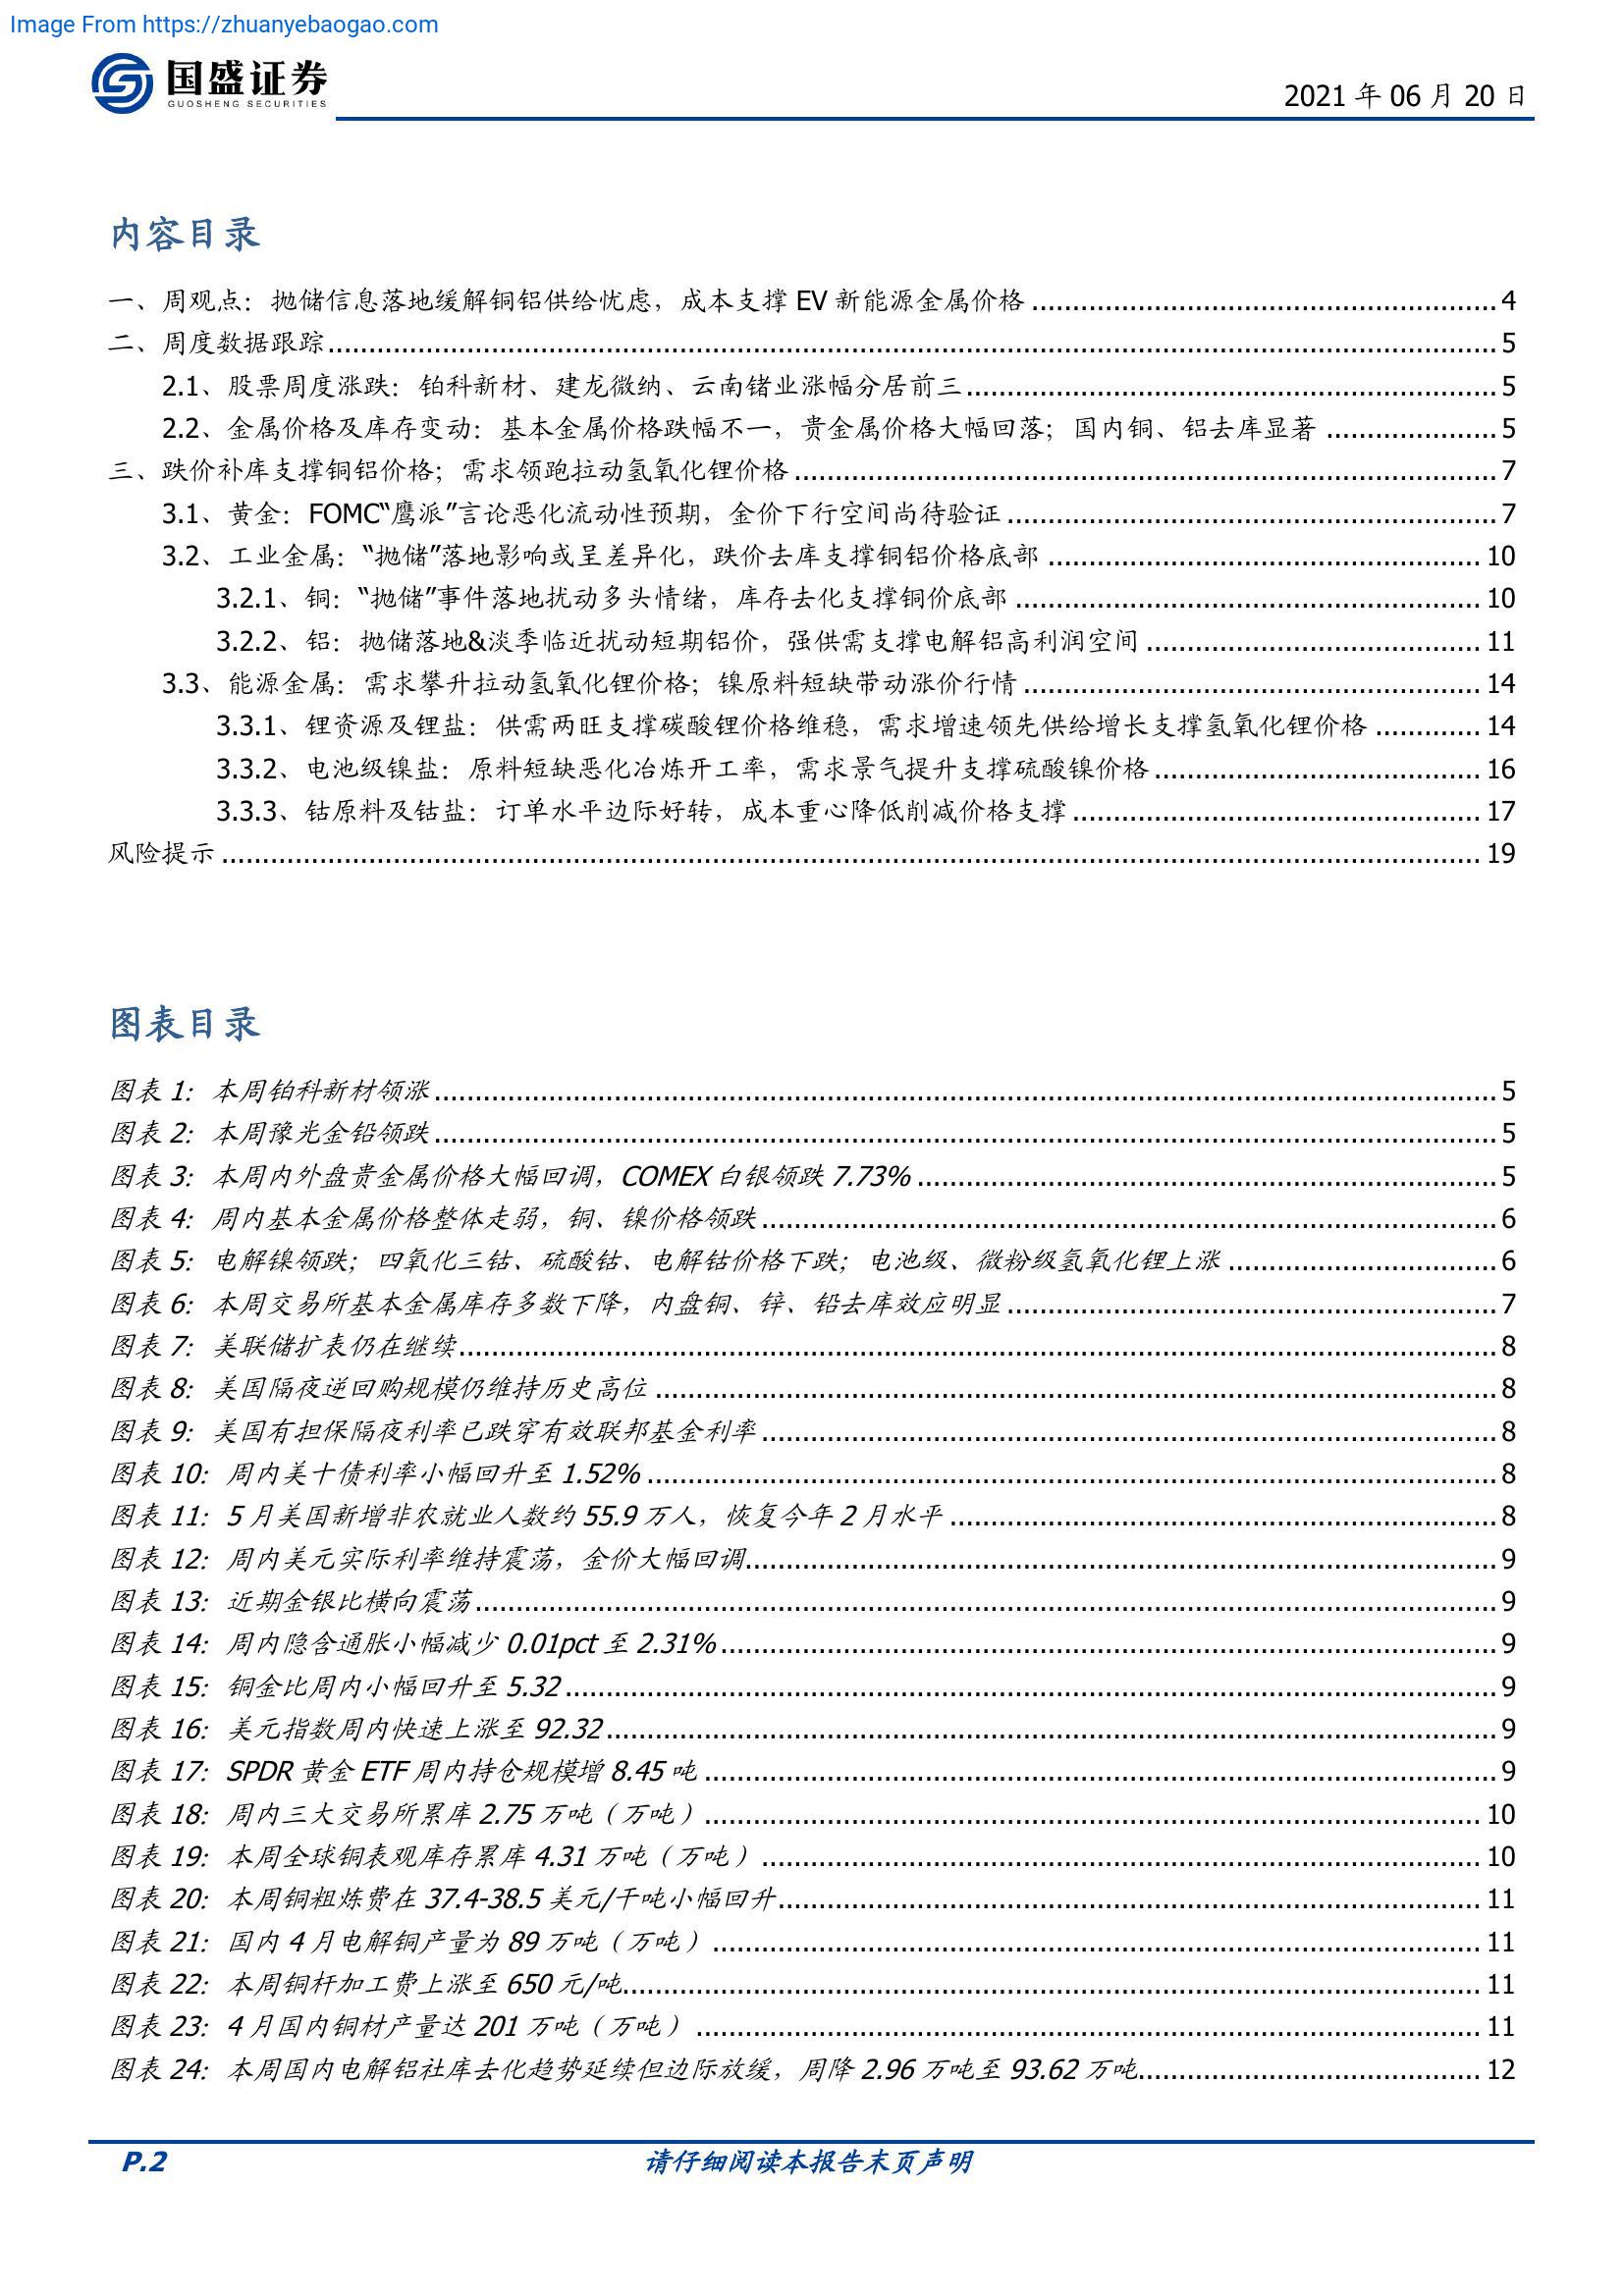 Image From https://zhuanyebaogao.com
国盛证券
GUOSHENG SECURITIES
2021 年 06 月 20 日
内容目录
一、周观点：抛储信息落地缓解铜铝供给忧虑，成本支撑 EV 新能源金属价格 4
二、周度数据跟踪 5
2.1、股票周度涨跌：铂科新材、建龙微纳、云南锗业涨幅分居前三 5
2.2、金属价格及库存变动：基本金属价格跌幅不一，贵金属价格大幅回落；国内铜、铝去库显著 5
三、跌价补库支撑铜铝价格；需求领跑拉动氢氧化锂价格 7
3.1、黄金：FOMC“鹰派”言论恶化流动性预期，金价下行空间尚待验证 7
3.2、工业金属：“抛储”落地影响或呈差异化，跌价去库支撑铜铝价格底部 10
3.2.1、铜：“抛储”事件落地扰动多头情绪，库存去化支撑铜价底部 10
3.2.2、铝：抛储落地&淡季临近扰动短期铝价，强供需支撑电解铝高利润空间 11
3.3、能源金属：需求攀升拉动氢氧化锂价格；镍原料短缺带动涨价行情 14
3.3.1、锂资源及锂盐：供需两旺支撑碳酸锂价格维稳，需求增速领先供给增长支撑氢氧化锂价格 14
3.3.2、电池级镍盐：原料短缺恶化冶炼开工率，需求景气提升支撑硫酸镍价格 16
3.3.3、钴原料及钴盐：订单水平边际好转，成本重心降低削减价格支撑 17
风险提示 19
图表目录
图表 1：本周铂科新材领涨 5
图表 2：本周豫光金铅领跌 5
图表 3：本周内外盘贵金属价格大幅回调，COMEX 白银领跌 7.73% 5
图表 4：周内基本金属价格整体走弱，铜、镍价格领跌 6
图表 5：电解镍领跌；四氧化三钴、硫酸钴、电解钴价格下跌；电池级、微粉级氢氧化锂上涨 6
图表 6：本周交易所基本金属库存多数下降，内盘铜、锌、铅去库效应明显 7
图表 7：美联储扩表仍在继续 8
图表 8：美国隔夜逆回购规模仍维持历史高位 8
图表 9：美国有担保隔夜利率已跌穿有效联邦基金利率 8
图表 10：周内美十债利率小幅回升至 1.52% 8
图表 11：5 月美国新增非农就业人数约 55.9 万人，恢复今年 2 月水平 8
图表 12：周内美元实际利率维持震荡，金价大幅回调 9
图表 13：近期金银比横向震荡 9
图表 14：周内隐含通胀小幅减少 0.01pct 至 2.31% 9
图表 15：铜金比周内小幅回升至 5.32 9
图表 16：美元指数周内快速上涨至 92.32 9
图表 17：SPDR 黄金 ETF 周内持仓规模增 8.45 吨 9
图表 18：周内三大交易所累库 2.75 万吨（万吨） 10
图表 19：本周全球铜表观库存累库 4.31 万吨（万吨） 10
图表 20：本周铜粗炼费在 37.4-38.5 美元/干吨小幅回升 11
图表 21：国内 4 月电解铜产量为 89 万吨（万吨） 11
图表 22：本周铜杆加工费上涨至 650 元/吨 11
图表 23：4 月国内铜材产量达 201 万吨（万吨） 11
图表 24：本周国内电解铝社库去化趋势延续但边际放缓，周降 2.96 万吨至 93.62 万吨 12
P.2
请仔细阅读本报告末页声明